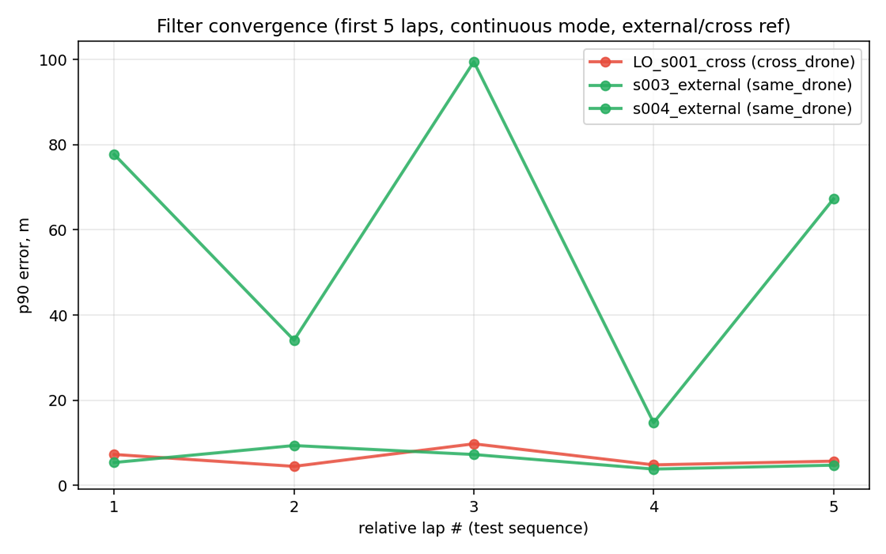 Filter convergence (first 5 laps, continuous mode, external/cross ref)
LO_s001_cross (cross_drone)
s003_external (same_drone)
s004_external (same_drone)
p90 error, m
100
80
60
40
20
0
1 2 3 4 5
relative lap # (test sequence)